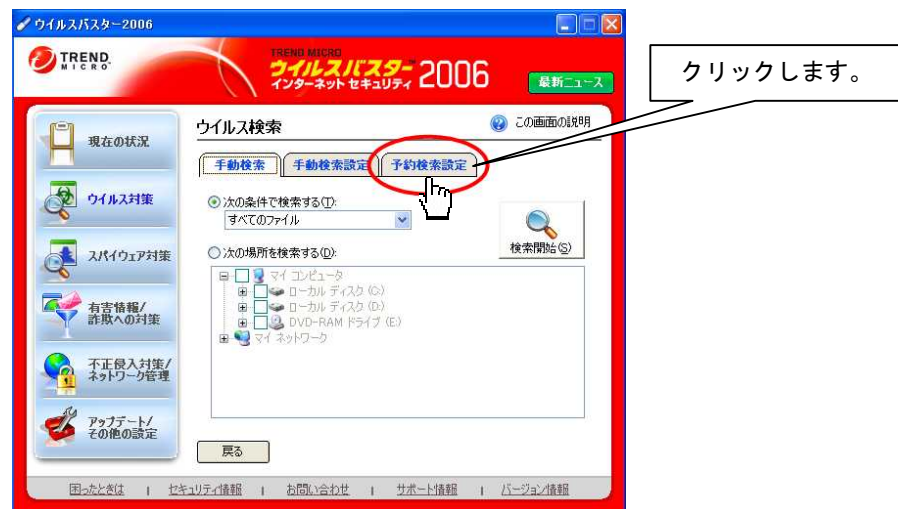 ウイルスバスター2006
TREND MICRO
TREND MICRO
ウイルスバスター™ 2006
インターネット セキュリティ
最新ニュース
クリックします。
現在の状況
ウイルス対策
スパイウェア対策
有害情報/
詐欺への対策
不正侵入対策/
ネットワーク管理
アップデート/
その他の設定
ウイルス検索
この画面の説明
手動検索
手動検索設定
予約検索設定
次の条件で検索する(T):
すべてのファイル
検索開始(S)
次の場所を検索する(D):
マイ コンピュータ
ローカル ディスク (C:)
ローカル ディスク (D:)
DVD-RAM ドライブ (E:)
マイ ネットワーク
戻る
困ったときは | セキュリティ情報 | お問い合わせ | サポート情報 | バージョン情報